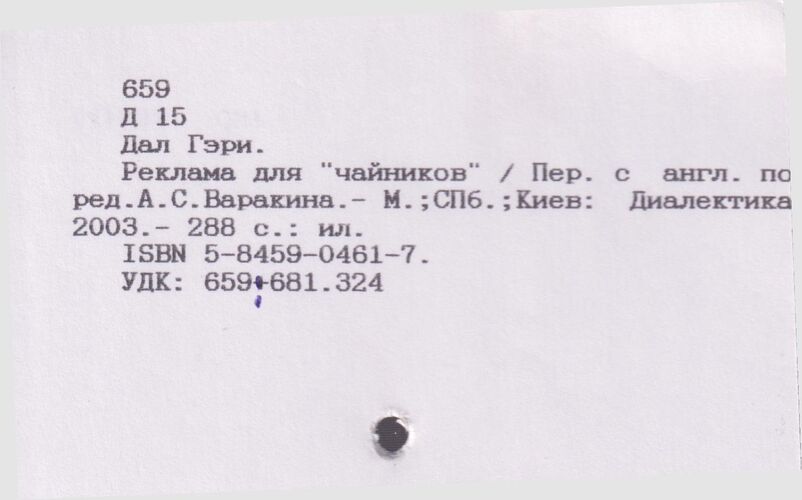 659
Д 15
Дал Гэри.
Реклама для "чайников" / Пер. с англ. по
ред.А.С.Варакина.- М.;СПб.;Киев: Диалектика
2003.- 288 с.: ил.
ISBN 5-8459-0461-7.
УДК: 659+681.324